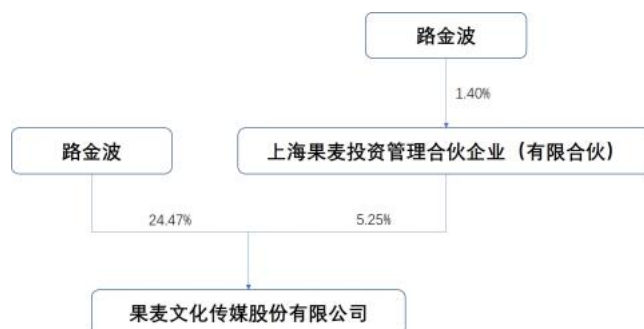 路金波
1.40%
路金波
上海果麦投资管理合伙企业（有限合伙）
24.47%
5.25%
果麦文化传媒股份有限公司